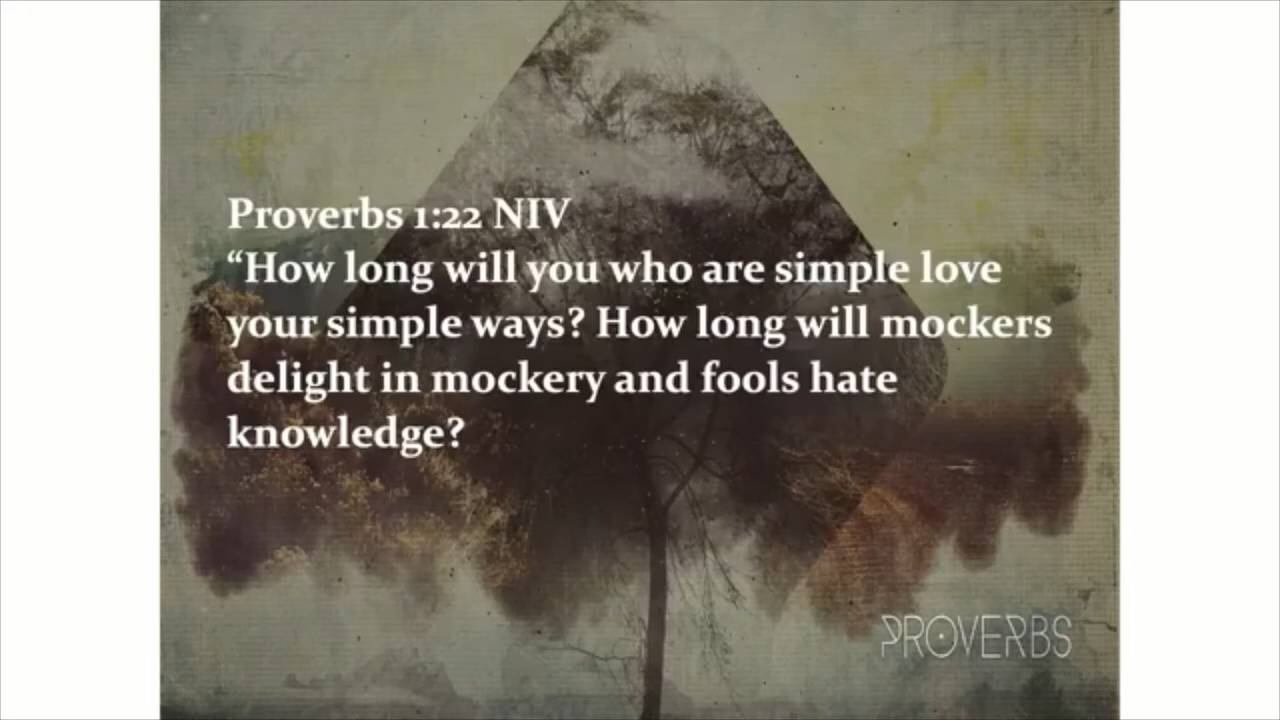 Proverbs 1:22 NIV
“How long will you who are simple love
your simple ways? How long will mockers
delight in mockery and fools hate
knowledge?
PROVERBS